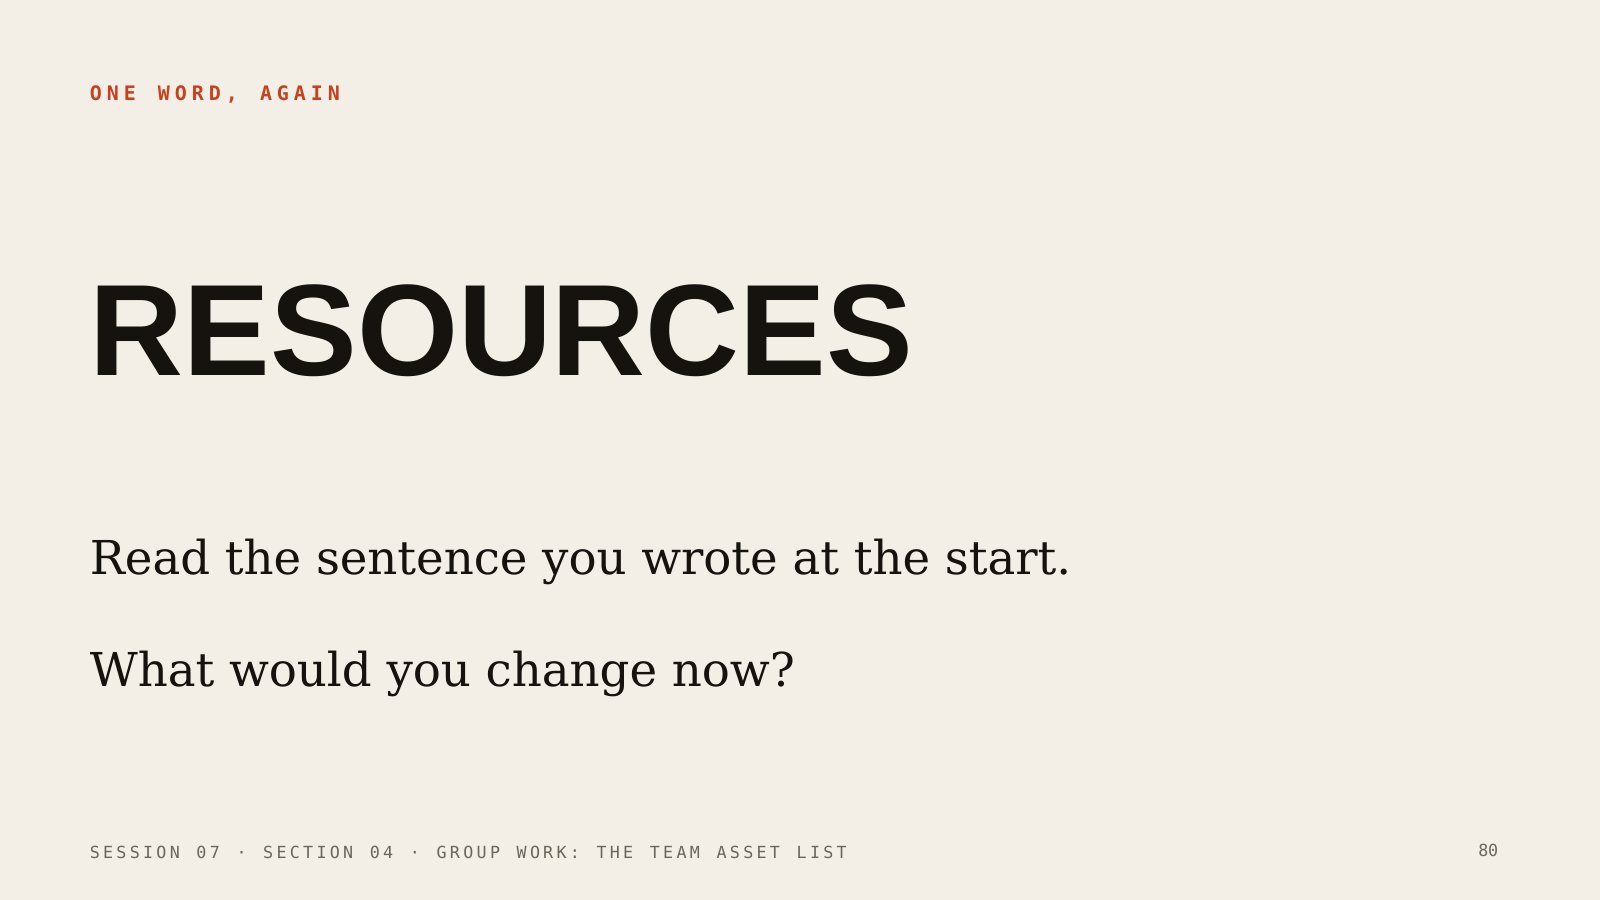 ONE WORD, AGAIN
RESOURCES
Read the sentence you wrote at the start.
What would you change now?
SESSION 07 · SECTION 04 · GROUP WORK: THE TEAM ASSET LIST
80